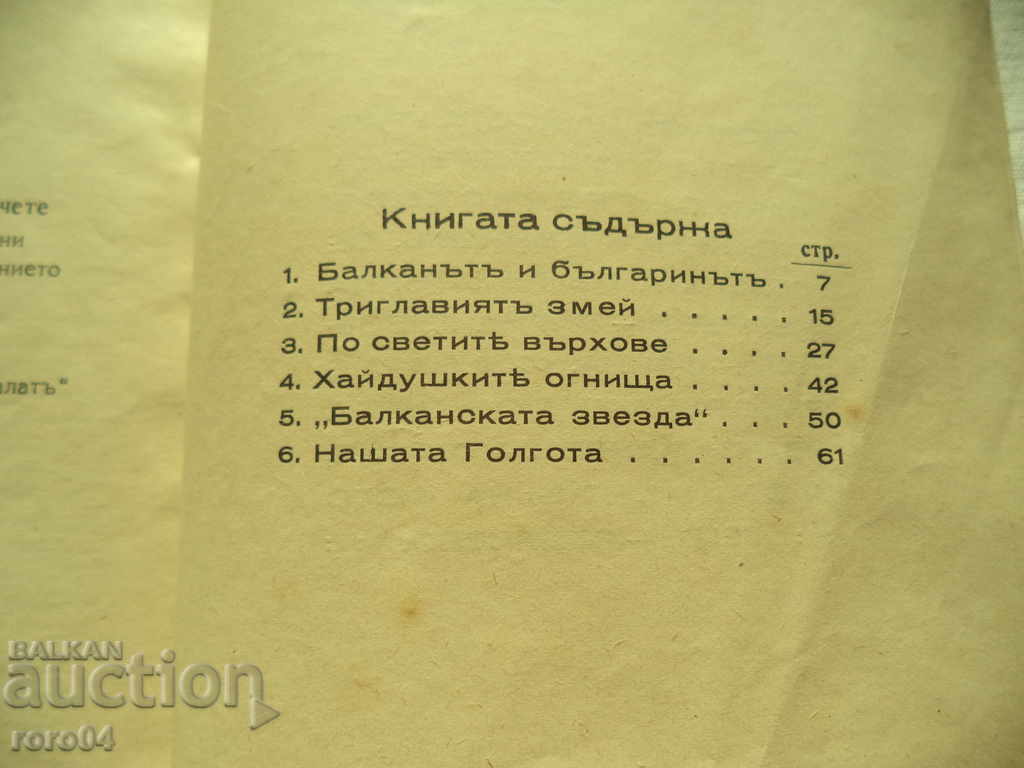 чете
ни
нието
алатъ“
Книгата съдържа
стр.
1. Балканътъ и българинътъ . 7
2. Триглавиятъ змей . . . . . 15
3. По светитѣ върхове . . . . 27
4. Хайдушкитѣ огнища . . . . 42
5. „Балканската звезда“ . . . 50
6. Нашата Голгота . . . . . . 61
BALKAN
auction
roro04